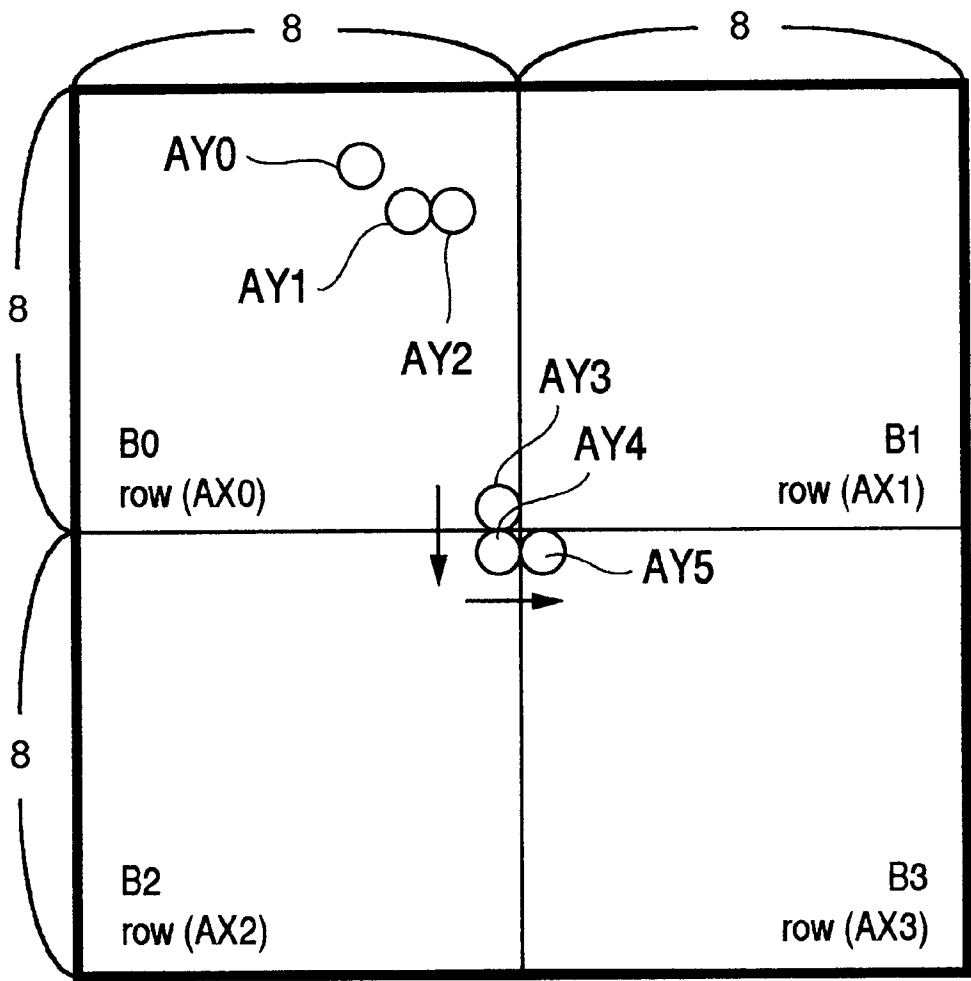 8
8
AY0
AY1
8
AY2
AY3
AY4
B0
row (AX0)
B1
row (AX1)
AY5
8
B2
row (AX2)
B3
row (AX3)